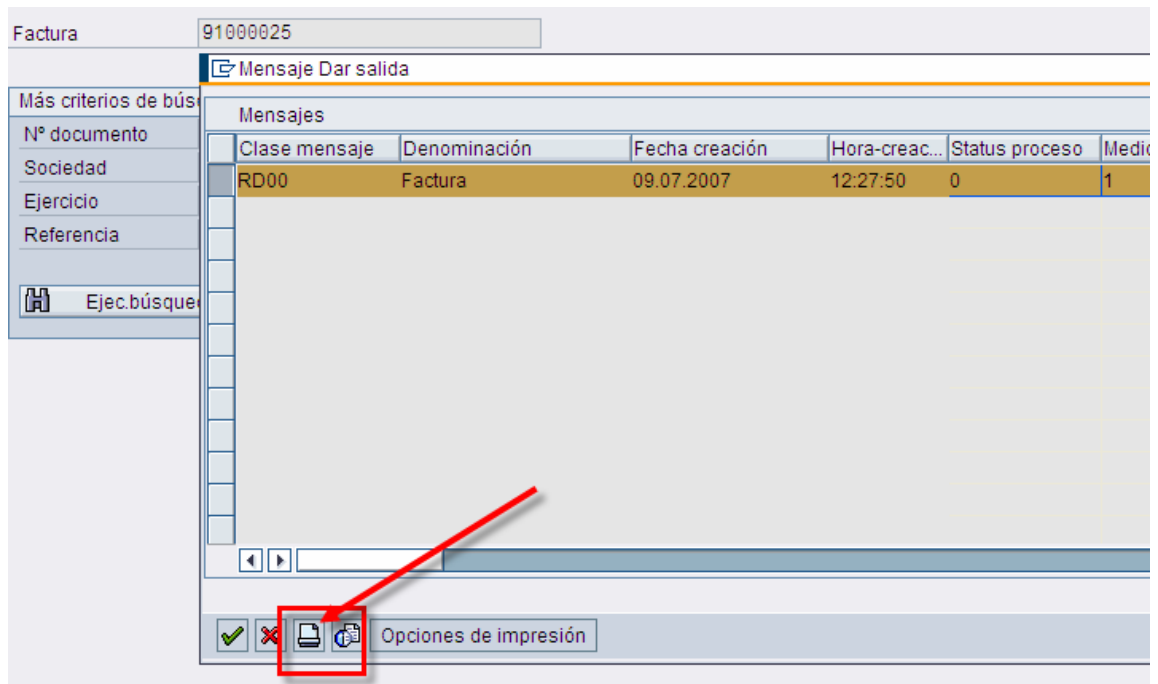 Factura 91000025
Mensaje Dar salida
Más criterios de bús
Mensajes
Nº documento
Clase mensaje Denominación Fecha creación Hora-creac... Status proceso Medio
Sociedad
RD00 Factura 09.07.2007 12:27:50 0 1
Ejercicio
Referencia
Ejec.búsque
Opciones de impresión